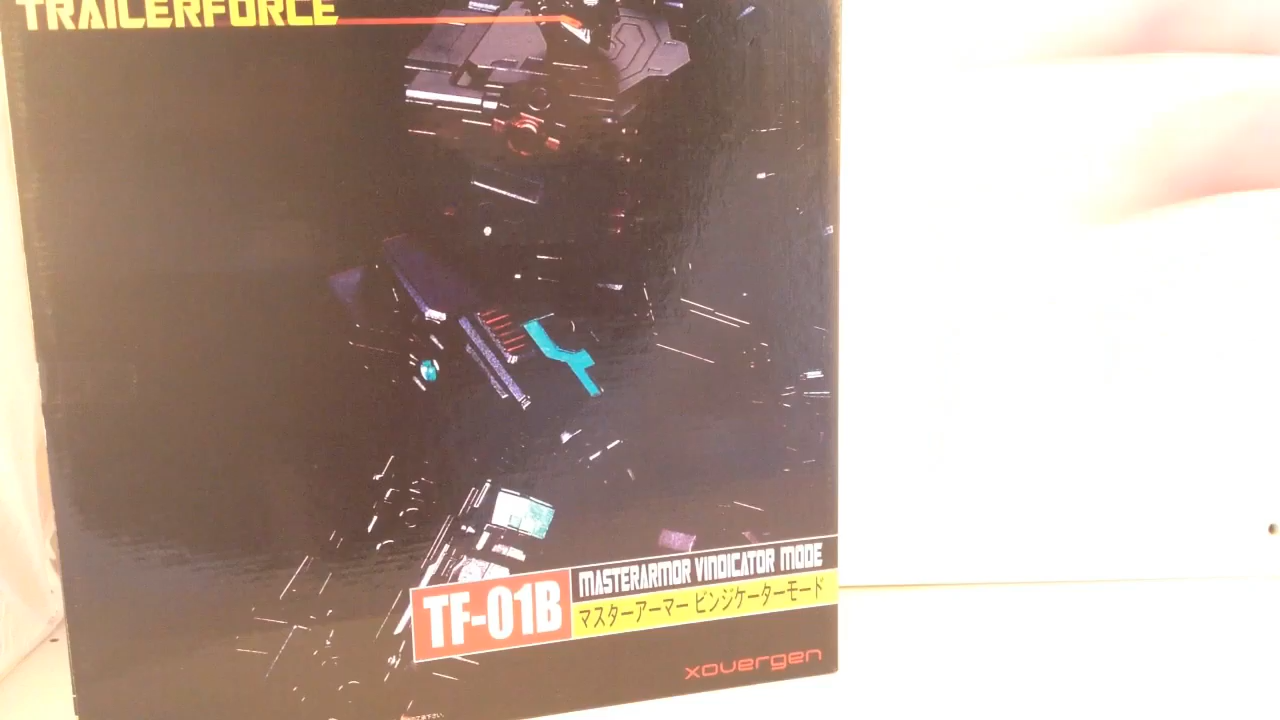 TRAILERFORCE
TF-01B
MASTERARMOR VINDICATOR MODE
マスターアーマー ビンジケーターモード
xovergen